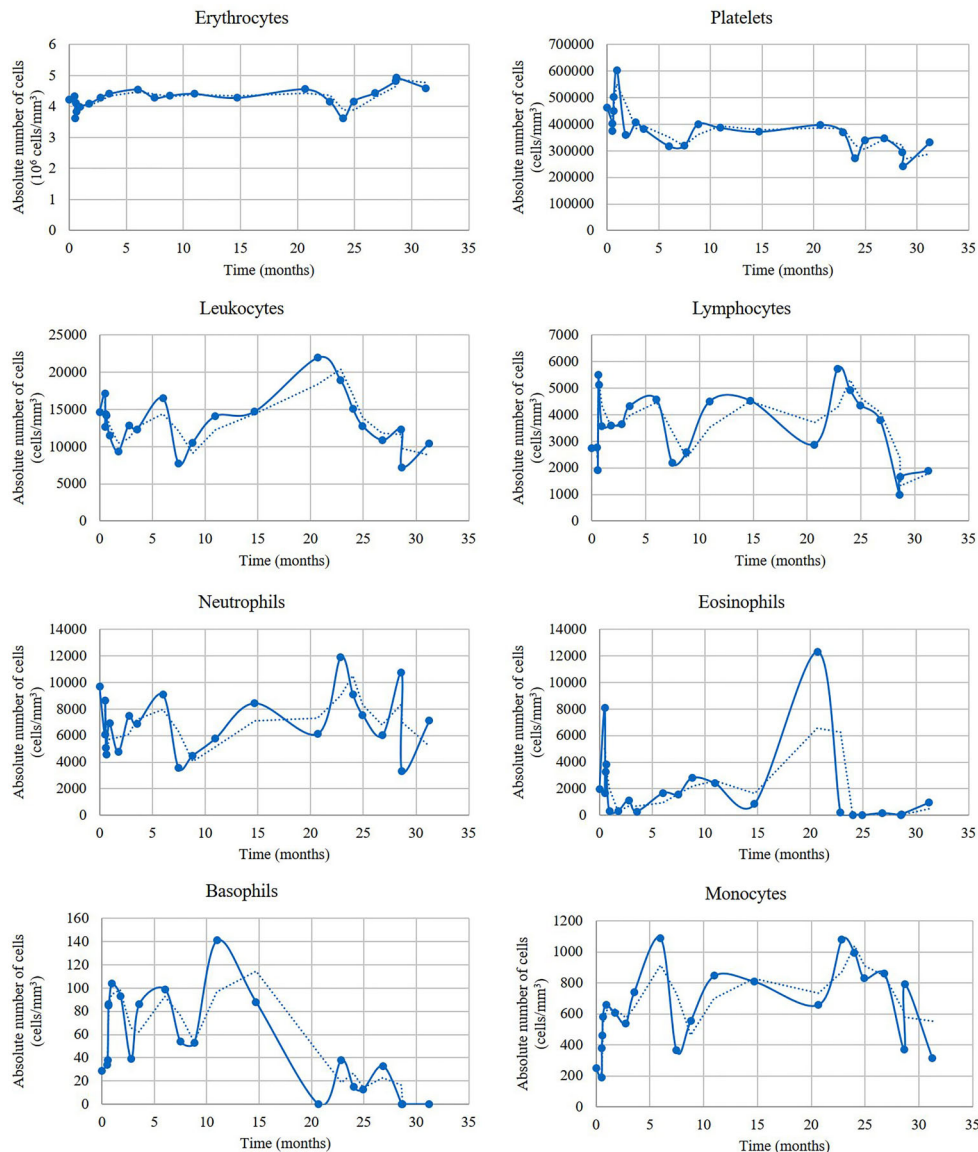 Erythrocytes
Absolute number of cells
(10⁶ cells/mm³)
6
5
4
3
2
1
0
0 5 10 15 20 25 30 35
Time (months)
Platelets
Absolute number of cells
(cells/mm³)
700000
600000
500000
400000
300000
200000
100000
0
0 5 10 15 20 25 30 35
Time (months)
Leukocytes
Absolute number of cells
(cells/mm³)
25000
20000
15000
10000
5000
0
0 5 10 15 20 25 30 35
Time (months)
Lymphocytes
Absolute number of cells
(cells/mm³)
7000
6000
5000
4000
3000
2000
1000
0
0 5 10 15 20 25 30 35
Time (months)
Neutrophils
Absolute number of cells
(cells/mm³)
14000
12000
10000
8000
6000
4000
2000
0
0 5 10 15 20 25 30 35
Time (months)
Eosinophils
Absolute number of cells
(cells/mm³)
14000
12000
10000
8000
6000
4000
2000
0
0 5 10 15 20 25 30 35
Time (months)
Basophils
Absolute number of cells
(cells/mm³)
160
140
120
100
80
60
40
20
0
0 5 10 15 20 25 30 35
Time (months)
Monocytes
Absolute number of cells
(cells/mm³)
1200
1000
800
600
400
200
0
0 5 10 15 20 25 30 35
Time (months)